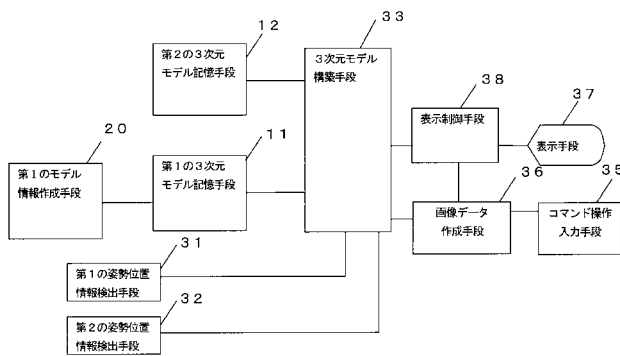 12
第2の3次元
モデル記憶手段
33
3次元モデル
構築手段
38
表示制御手段
37
表示手段
20
第1のモデル
情報作成手段
11
第1の3次元
モデル記憶手段
36
画像データ
作成手段
35
コマンド操作
入力手段
31
第1の姿勢位置
情報検出手段
32
第2の姿勢位置
情報検出手段